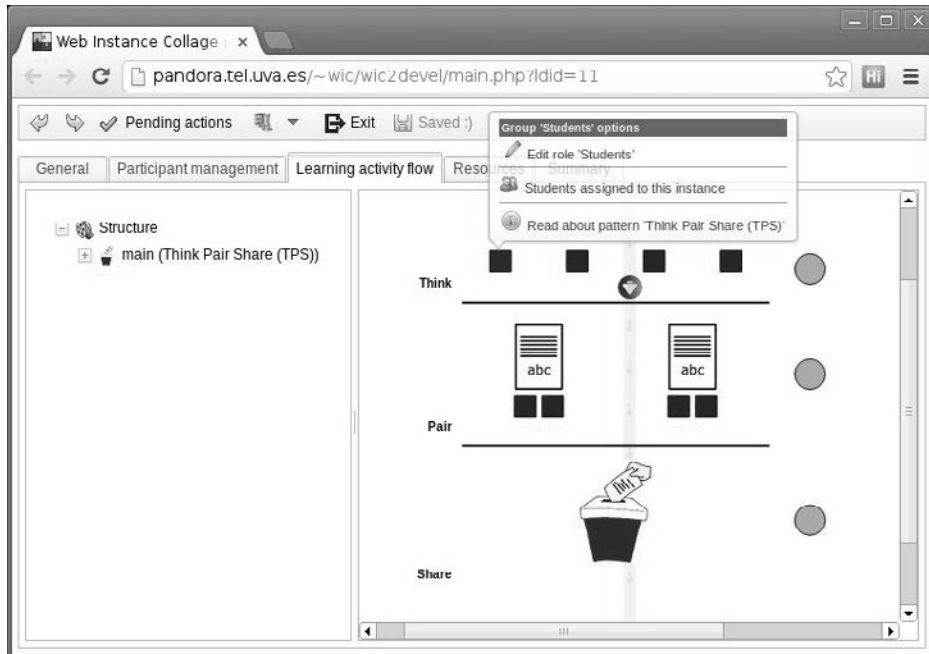 Web Instance Collage :
pandora.tel.uva.es/~wic/wic2devel/main.php?ldid=11
Hi
Pending actions Exit Saved :)
General Participant management Learning activity flow Resources Summary
Group 'Students' options
Edit role 'Students'
Students assigned to this instance
Read about pattern 'Think Pair Share (TPS)'
Structure
main (Think Pair Share (TPS))
Think
abc abc
Pair
Share